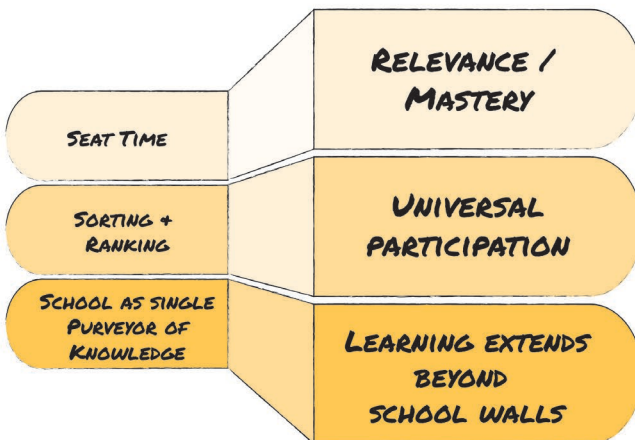 SEAT TIME
RELEVANCE /
MASTERY
SORTING +
RANKING
UNIVERSAL
PARTICIPATION
SCHOOL AS SINGLE
PURVEYOR OF
KNOWLEDGE
LEARNING EXTENDS
BEYOND
SCHOOL WALLS